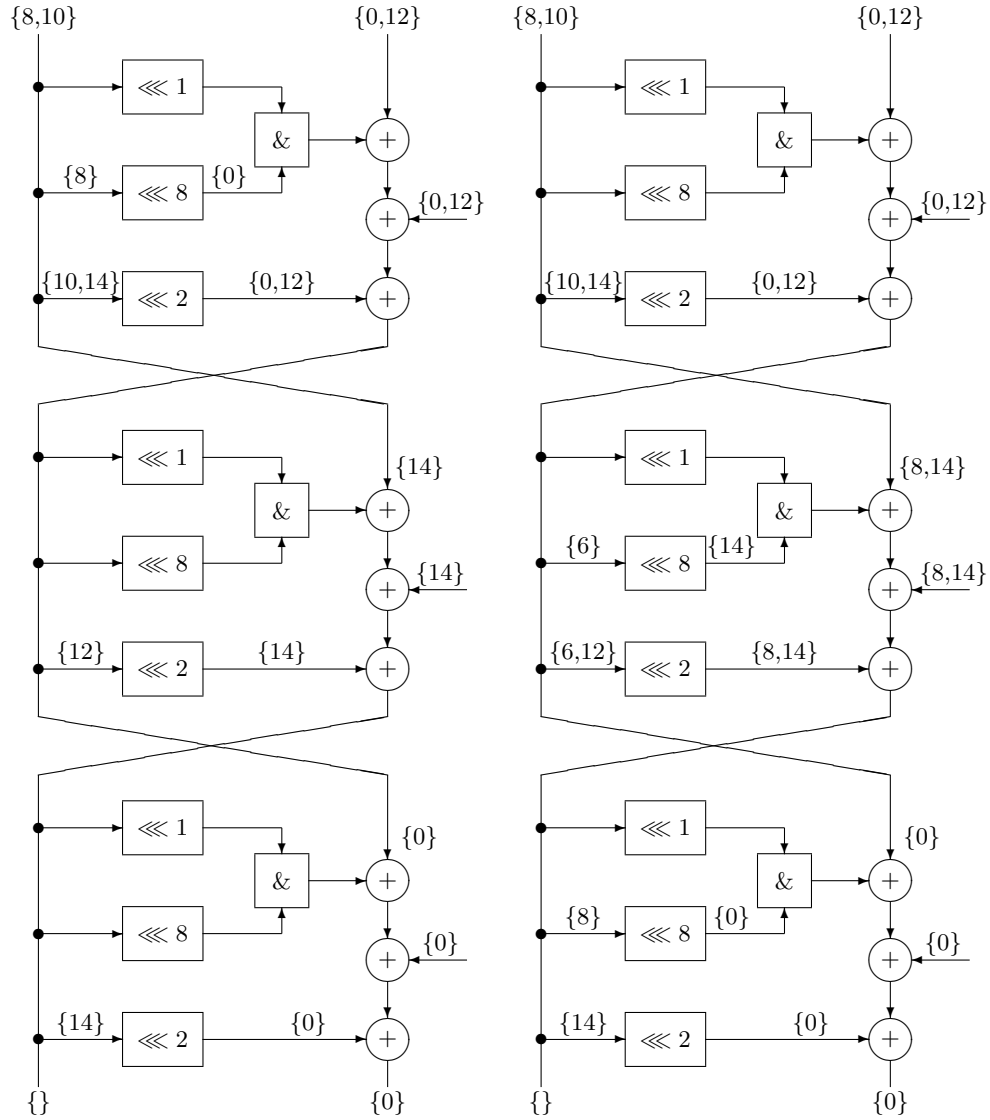 {8,10} {0,12} {8,10} {0,12}
⋘ 1 ⋘ 1
& + & +
{8} ⋘ 8 {0} ⋘ 8
+ {0,12} + {0,12}
{10,14} ⋘ 2 {0,12} + {10,14} ⋘ 2 {0,12} +
⋘ 1 {14} ⋘ 1 {8,14}
& + & +
⋘ 8 {6} ⋘ 8 {14}
+ {14} + {8,14}
{12} ⋘ 2 {14} + {6,12} ⋘ 2 {8,14} +
⋘ 1 {0} ⋘ 1 {0}
& + & +
⋘ 8 {8} ⋘ 8 {0}
+ {0} + {0}
{14} ⋘ 2 {0} + {14} ⋘ 2 {0} +
{} {0} {} {0}